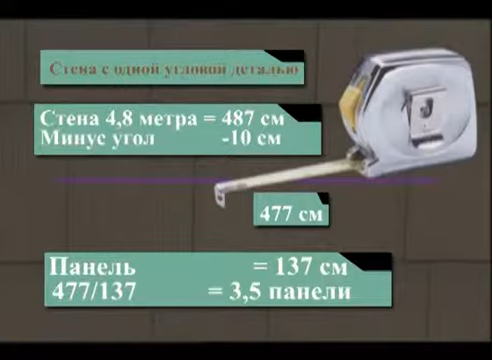 Стена с одной угловой деталью
Стена 4,8 метра = 487 см
Минус угол -10 см
477 см
Панель = 137 см
477/137 = 3,5 панели